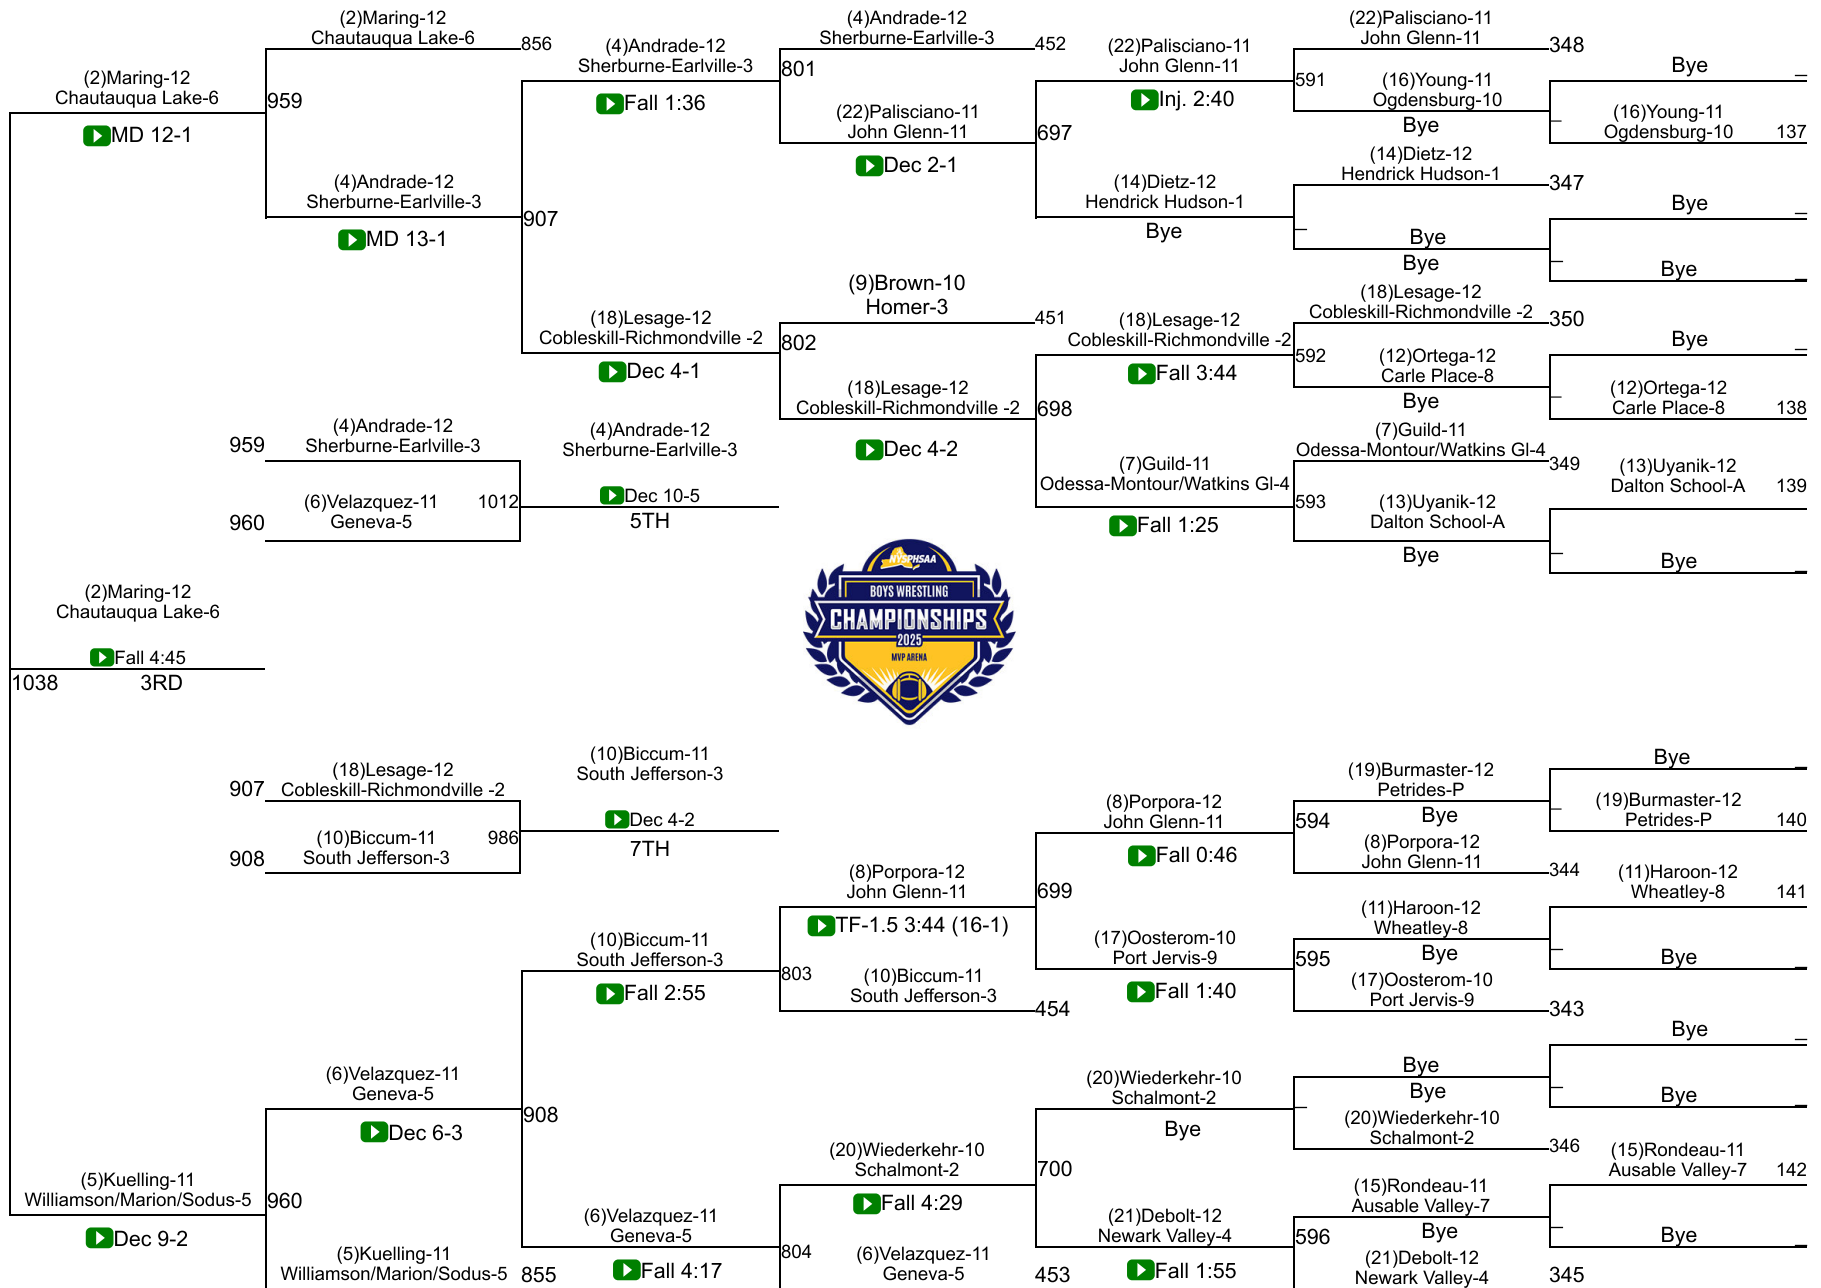 (2)Maring-12
Chautauqua Lake-6
856
(4)Andrade-12
Sherburne-Earlville-3
(4)Andrade-12
Sherburne-Earlville-3
452
(22)Palisciano-11
John Glenn-11
(22)Palisciano-11
John Glenn-11
348
Bye
(2)Maring-12
Chautauqua Lake-6
959
MD 12-1
Fall 1:36
801
(22)Palisciano-11
John Glenn-11
Dec 2-1
Inj. 2:40
697
591
(16)Young-11
Ogdensburg-10
Bye
(16)Young-11
Ogdensburg-10
137
(4)Andrade-12
Sherburne-Earlville-3
MD 13-1
907
(14)Dietz-12
Hendrick Hudson-1
Bye
(14)Dietz-12
Hendrick Hudson-1
347
Bye
Bye
Bye
Bye
(9)Brown-10
Homer-3
451
(18)Lesage-12
Cobleskill-Richmondville -2
Dec 4-1
802
(18)Lesage-12
Cobleskill-Richmondville -2
Fall 3:44
(18)Lesage-12
Cobleskill-Richmondville -2
350
592
(12)Ortega-12
Carle Place-8
Bye
Bye
(12)Ortega-12
Carle Place-8
138
(18)Lesage-12
Cobleskill-Richmondville -2
698
Dec 4-2
959
(4)Andrade-12
Sherburne-Earlville-3
(4)Andrade-12
Sherburne-Earlville-3
960
(6)Velazquez-11
Geneva-5
1012
Dec 10-5
5TH
(7)Guild-11
Odessa-Montour/Watkins Gl-4
Fall 1:25
(7)Guild-11
Odessa-Montour/Watkins Gl-4
349
593
(13)Uyanik-12
Dalton School-A
Bye
(13)Uyanik-12
Dalton School-A
139
Bye
NYSPHSAA
BOYS WRESTLING
CHAMPIONSHIPS
2025
MVP ARENA
(2)Maring-12
Chautauqua Lake-6
Fall 4:45
1038
3RD
907
(18)Lesage-12
Cobleskill-Richmondville -2
908
(10)Biccum-11
South Jefferson-3
986
(10)Biccum-11
South Jefferson-3
Dec 4-2
7TH
(8)Porpora-12
John Glenn-11
Fall 0:46
(19)Burmaster-12
Petrides-P
Bye
594
(8)Porpora-12
John Glenn-11
344
Bye
(19)Burmaster-12
Petrides-P
140
(8)Porpora-12
John Glenn-11
TF-1.5 3:44 (16-1)
699
(11)Haroon-12
Wheatley-8
141
(11)Haroon-12
Wheatley-8
Bye
Bye
(10)Biccum-11
South Jefferson-3
Fall 2:55
803
(10)Biccum-11
South Jefferson-3
454
(17)Oosterom-10
Port Jervis-9
Fall 1:40
595
(17)Oosterom-10
Port Jervis-9
343
Bye
Bye
(6)Velazquez-11
Geneva-5
Dec 6-3
908
(20)Wiederkehr-10
Schalmont-2
Bye
Bye
Bye
(20)Wiederkehr-10
Schalmont-2
346
(20)Wiederkehr-10
Schalmont-2
Fall 4:29
700
(15)Rondeau-11
Ausable Valley-7
142
(15)Rondeau-11
Ausable Valley-7
Bye
Bye
(5)Kuelling-11
Williamson/Marion/Sodus-5
Dec 9-2
960
(5)Kuelling-11
Williamson/Marion/Sodus-5
855
(6)Velazquez-11
Geneva-5
Fall 4:17
804
(6)Velazquez-11
Geneva-5
453
(21)Debolt-12
Newark Valley-4
Fall 1:55
596
(21)Debolt-12
Newark Valley-4
345